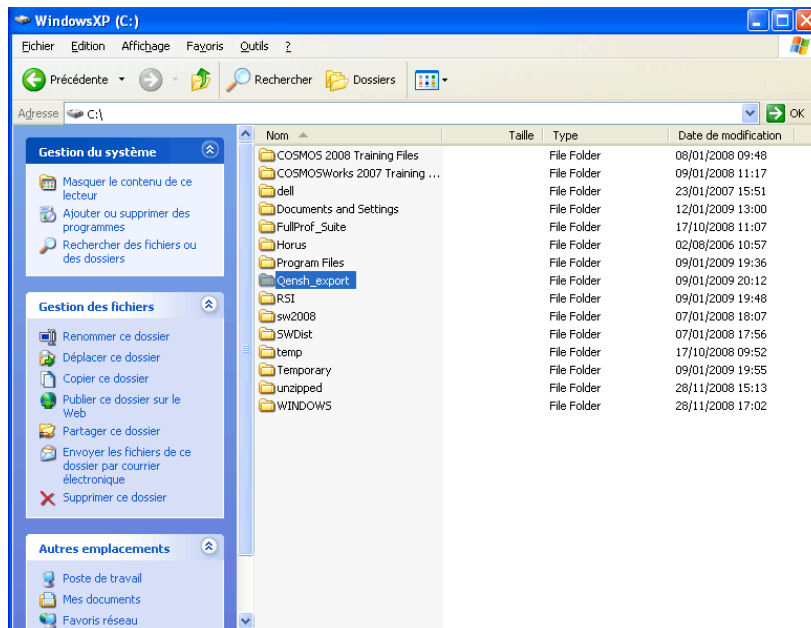 WindowsXP (C:)
Fichier Edition Affichage Favoris Outils ?
Précédente Rechercher Dossiers
Adresse C:\ OK
Gestion du système
Masquer le contenu de ce
lecteur
Ajouter ou supprimer des
programmes
Rechercher des fichiers ou
des dossiers
Gestion des fichiers
Renommer ce dossier
Déplacer ce dossier
Copier ce dossier
Publier ce dossier sur le
Web
Partager ce dossier
Envoyer les fichiers de ce
dossier par courrier
électronique
Supprimer ce dossier
Autres emplacements
Poste de travail
Mes documents
Favoris réseau
Nom Taille Type Date de modification
COSMOS 2008 Training Files File Folder 08/01/2008 09:48
COSMOSWorks 2007 Training ... File Folder 09/01/2008 11:17
dell File Folder 23/01/2007 15:51
Documents and Settings File Folder 12/01/2009 13:00
FullProf_Suite File Folder 17/10/2008 11:07
Horus File Folder 02/08/2006 10:57
Program Files File Folder 09/01/2009 19:36
Qensh_export File Folder 09/01/2009 20:12
RSI File Folder 09/01/2009 19:48
sw2008 File Folder 07/01/2008 18:07
SWDist File Folder 07/01/2008 17:56
temp File Folder 17/10/2008 09:52
Temporary File Folder 09/01/2009 19:55
unzipped File Folder 28/11/2008 15:13
WINDOWS File Folder 28/11/2008 17:02